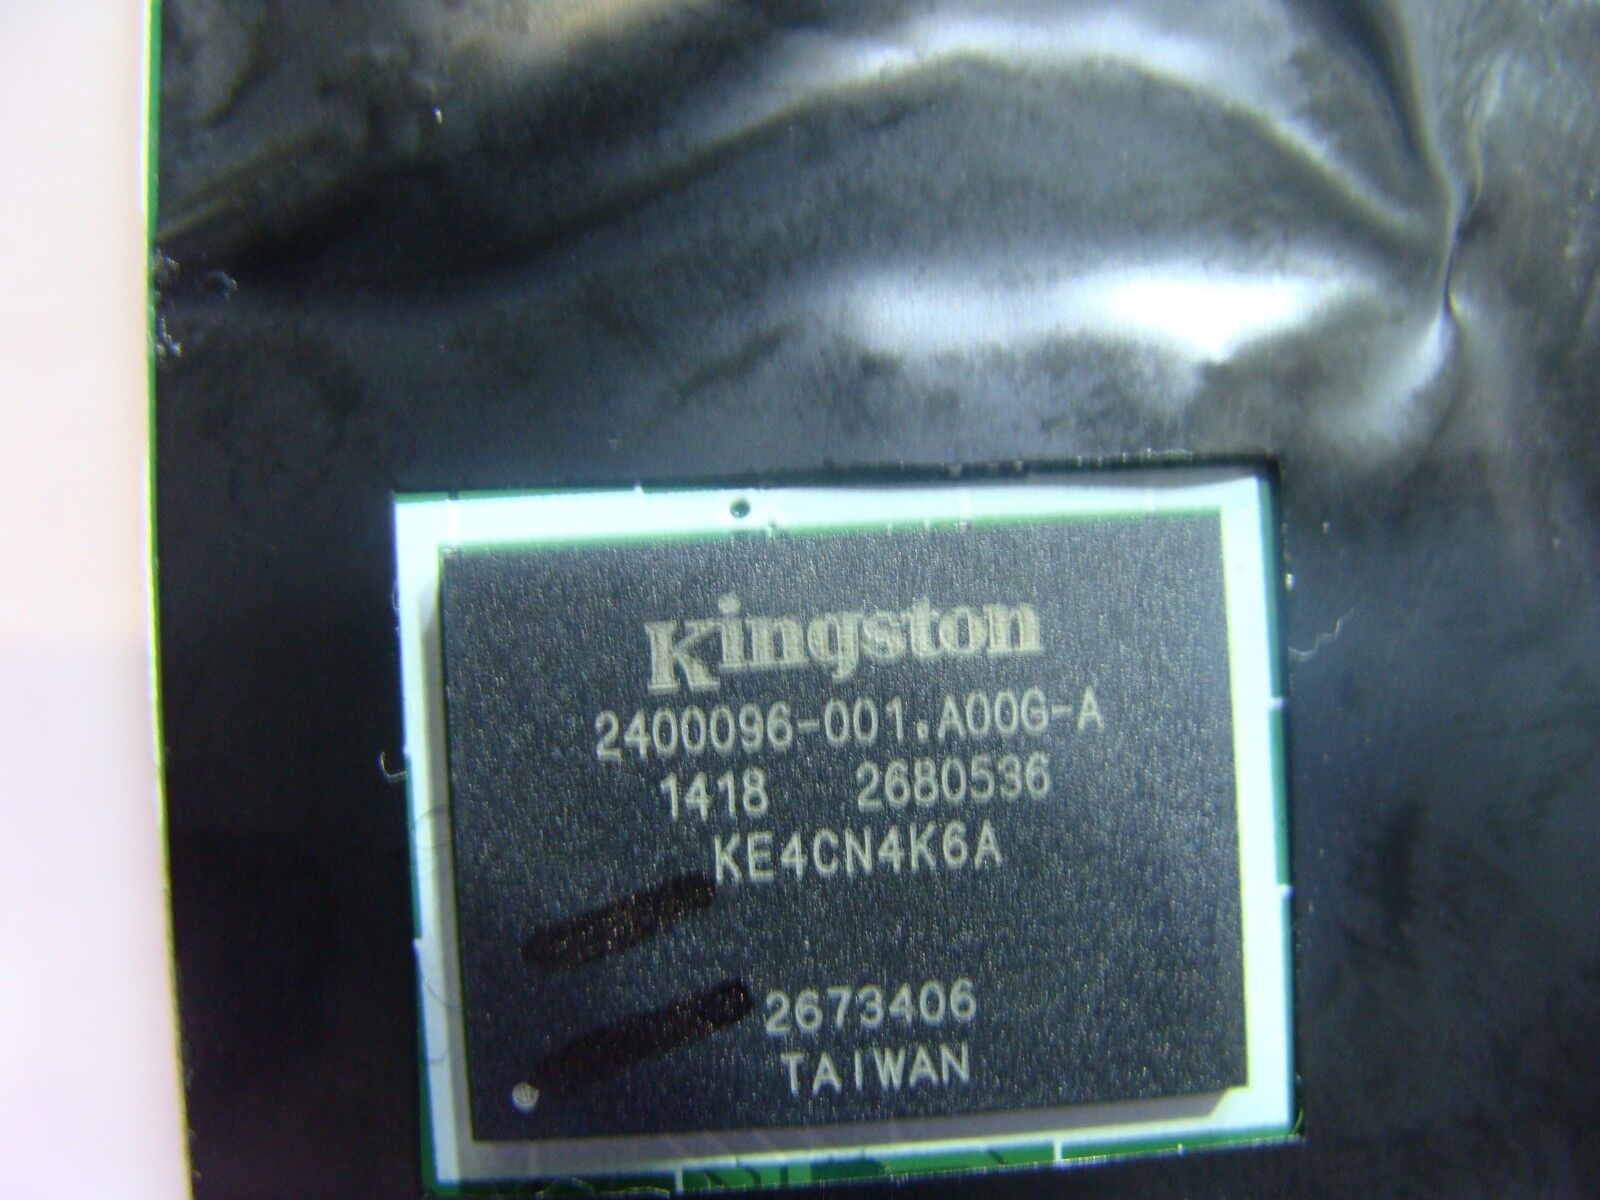 Kingston
2400096-001.A00G-A
1418 2680536
KE4CN4K6A
2673406
TAIWAN